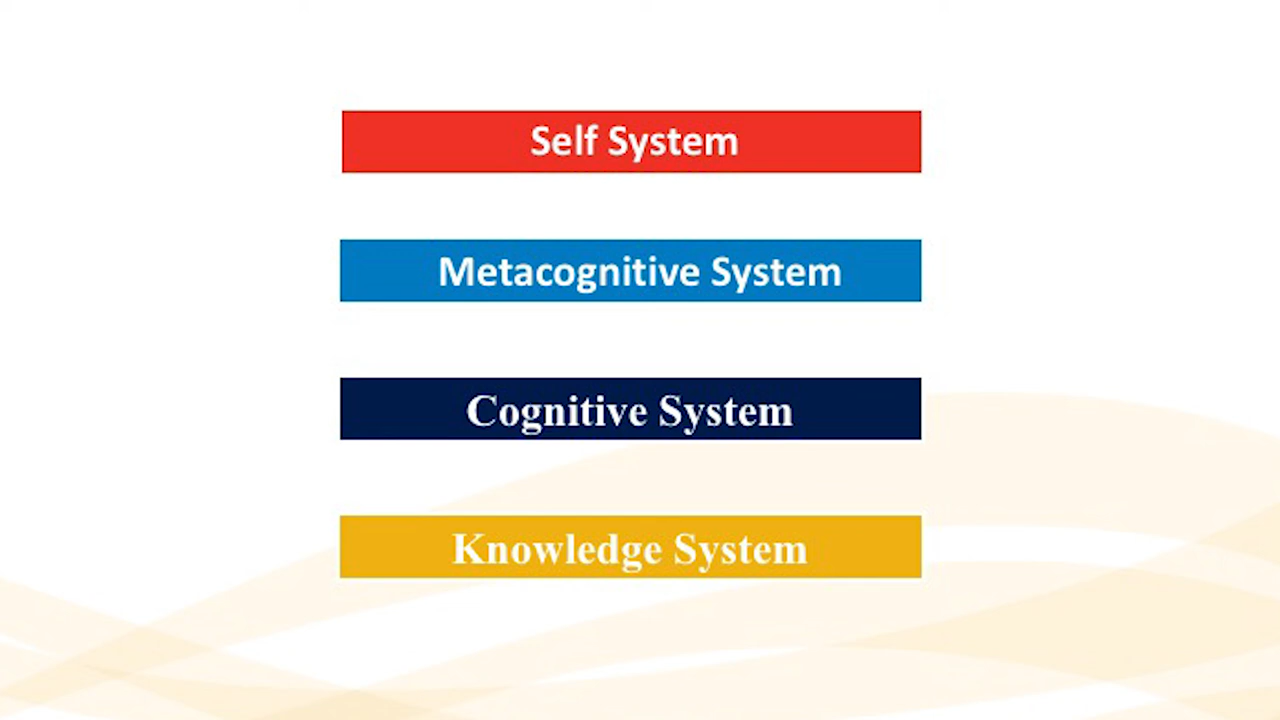 Self System
Metacognitive System
Cognitive System
Knowledge System